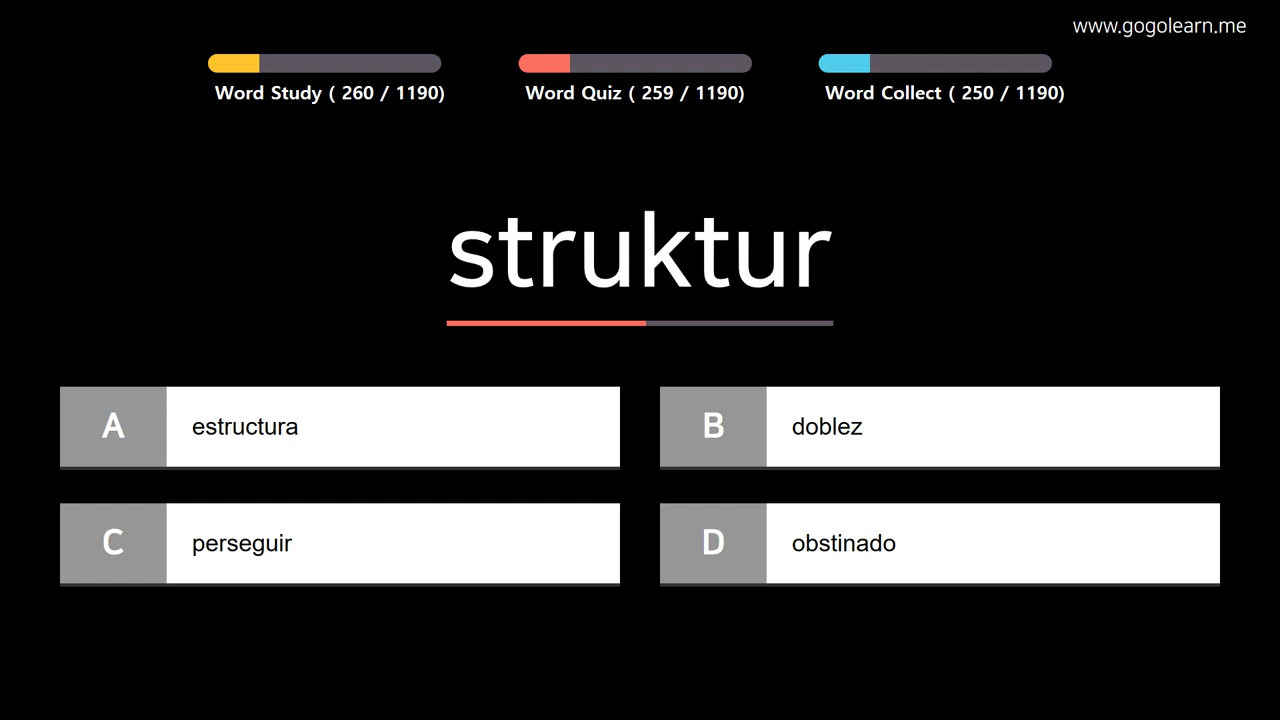 www.gogolearn.me
Word Study ( 260 / 1190)
Word Quiz ( 259 / 1190)
Word Collect ( 250 / 1190)
struktur
A estructura
B doblez
C perseguir
D obstinado